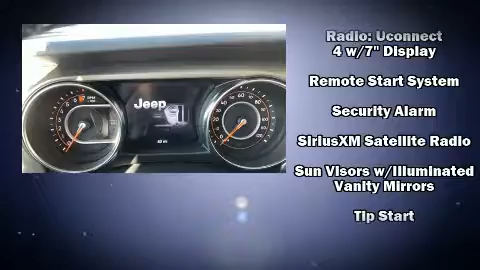 Radio: Uconnect
4 w/7" Display
Remote Start System
Security Alarm
SiriusXM Satellite Radio
Sun Visors w/Illuminated
Vanity Mirrors
Tip Start
Jeep